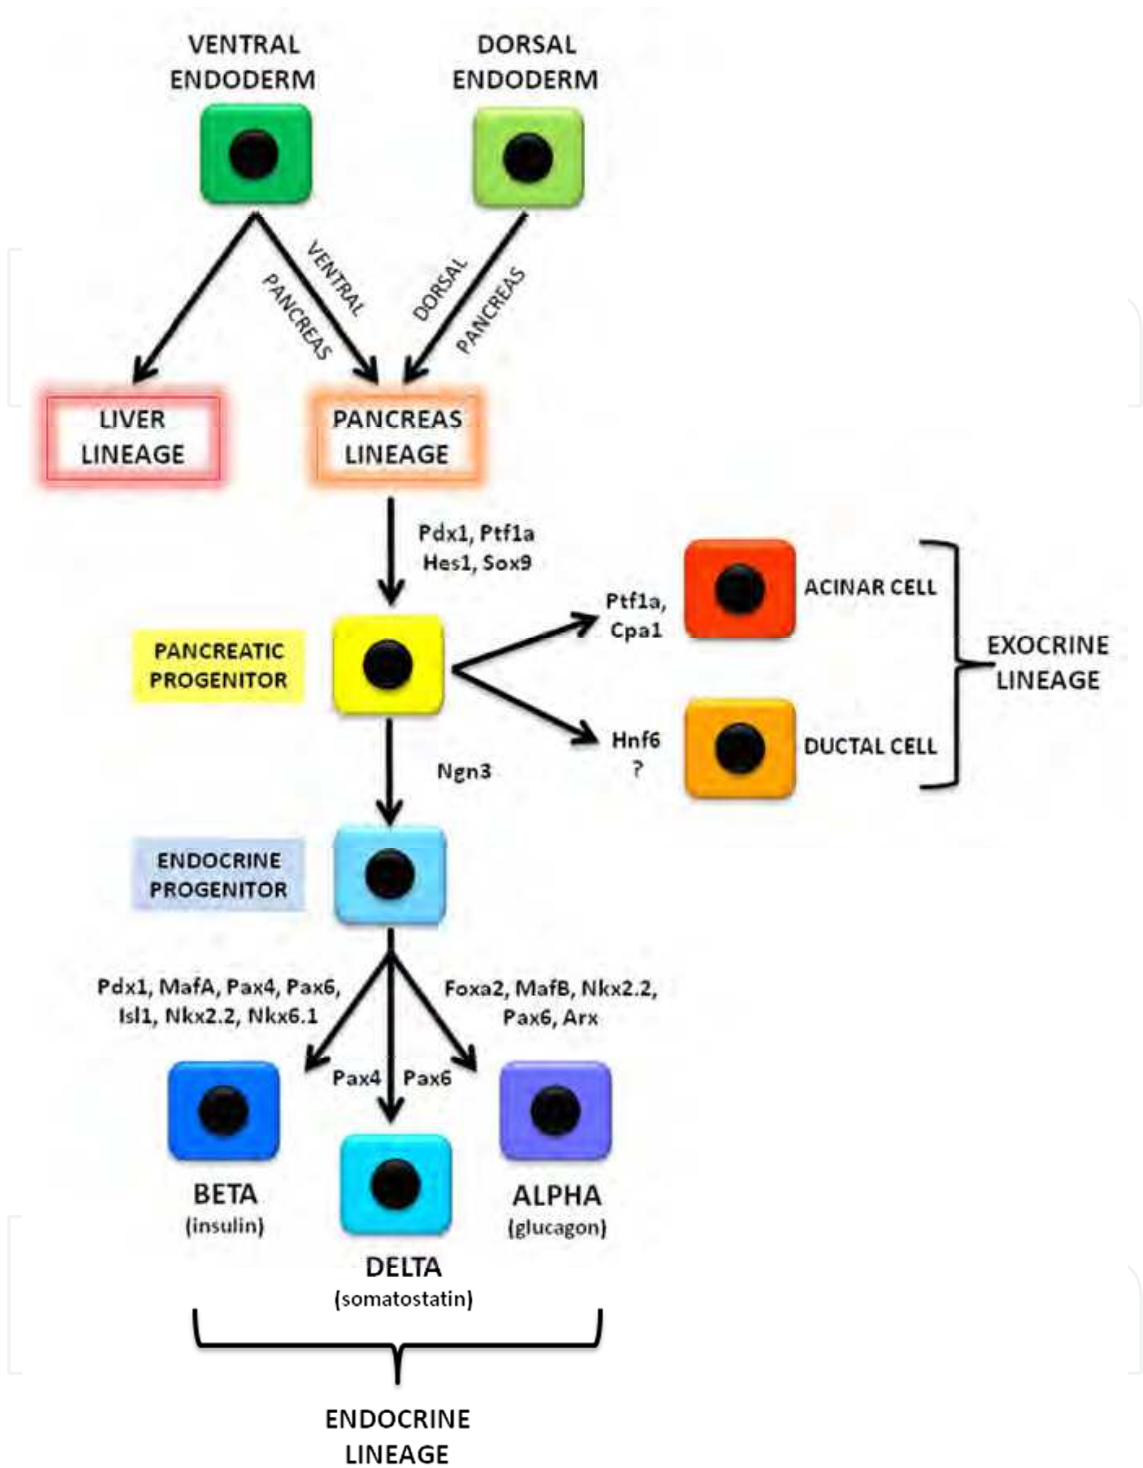 VENTRAL
ENDODERM
DORSAL
ENDODERM
VENTRAL
PANCREAS
DORSAL
PANCREAS
LIVER
LINEAGE
PANCREAS
LINEAGE
Pdx1, Ptf1a
Hes1, Sox9
Ptf1a,
Cpa1
ACINAR CELL
EXOCRINE
LINEAGE
PANCREATIC
PROGENITOR
Hnf6
?
DUCTAL CELL
Ngn3
ENDOCRINE
PROGENITOR
Pdx1, MafA, Pax4, Pax6,
Isl1, Nkx2.2, Nkx6.1
Foxa2, MafB, Nkx2.2,
Pax6, Arx
Pax4 Pax6
BETA
(insulin)
ALPHA
(glucagon)
DELTA
(somatostatin)
ENDOCRINE
LINEAGE